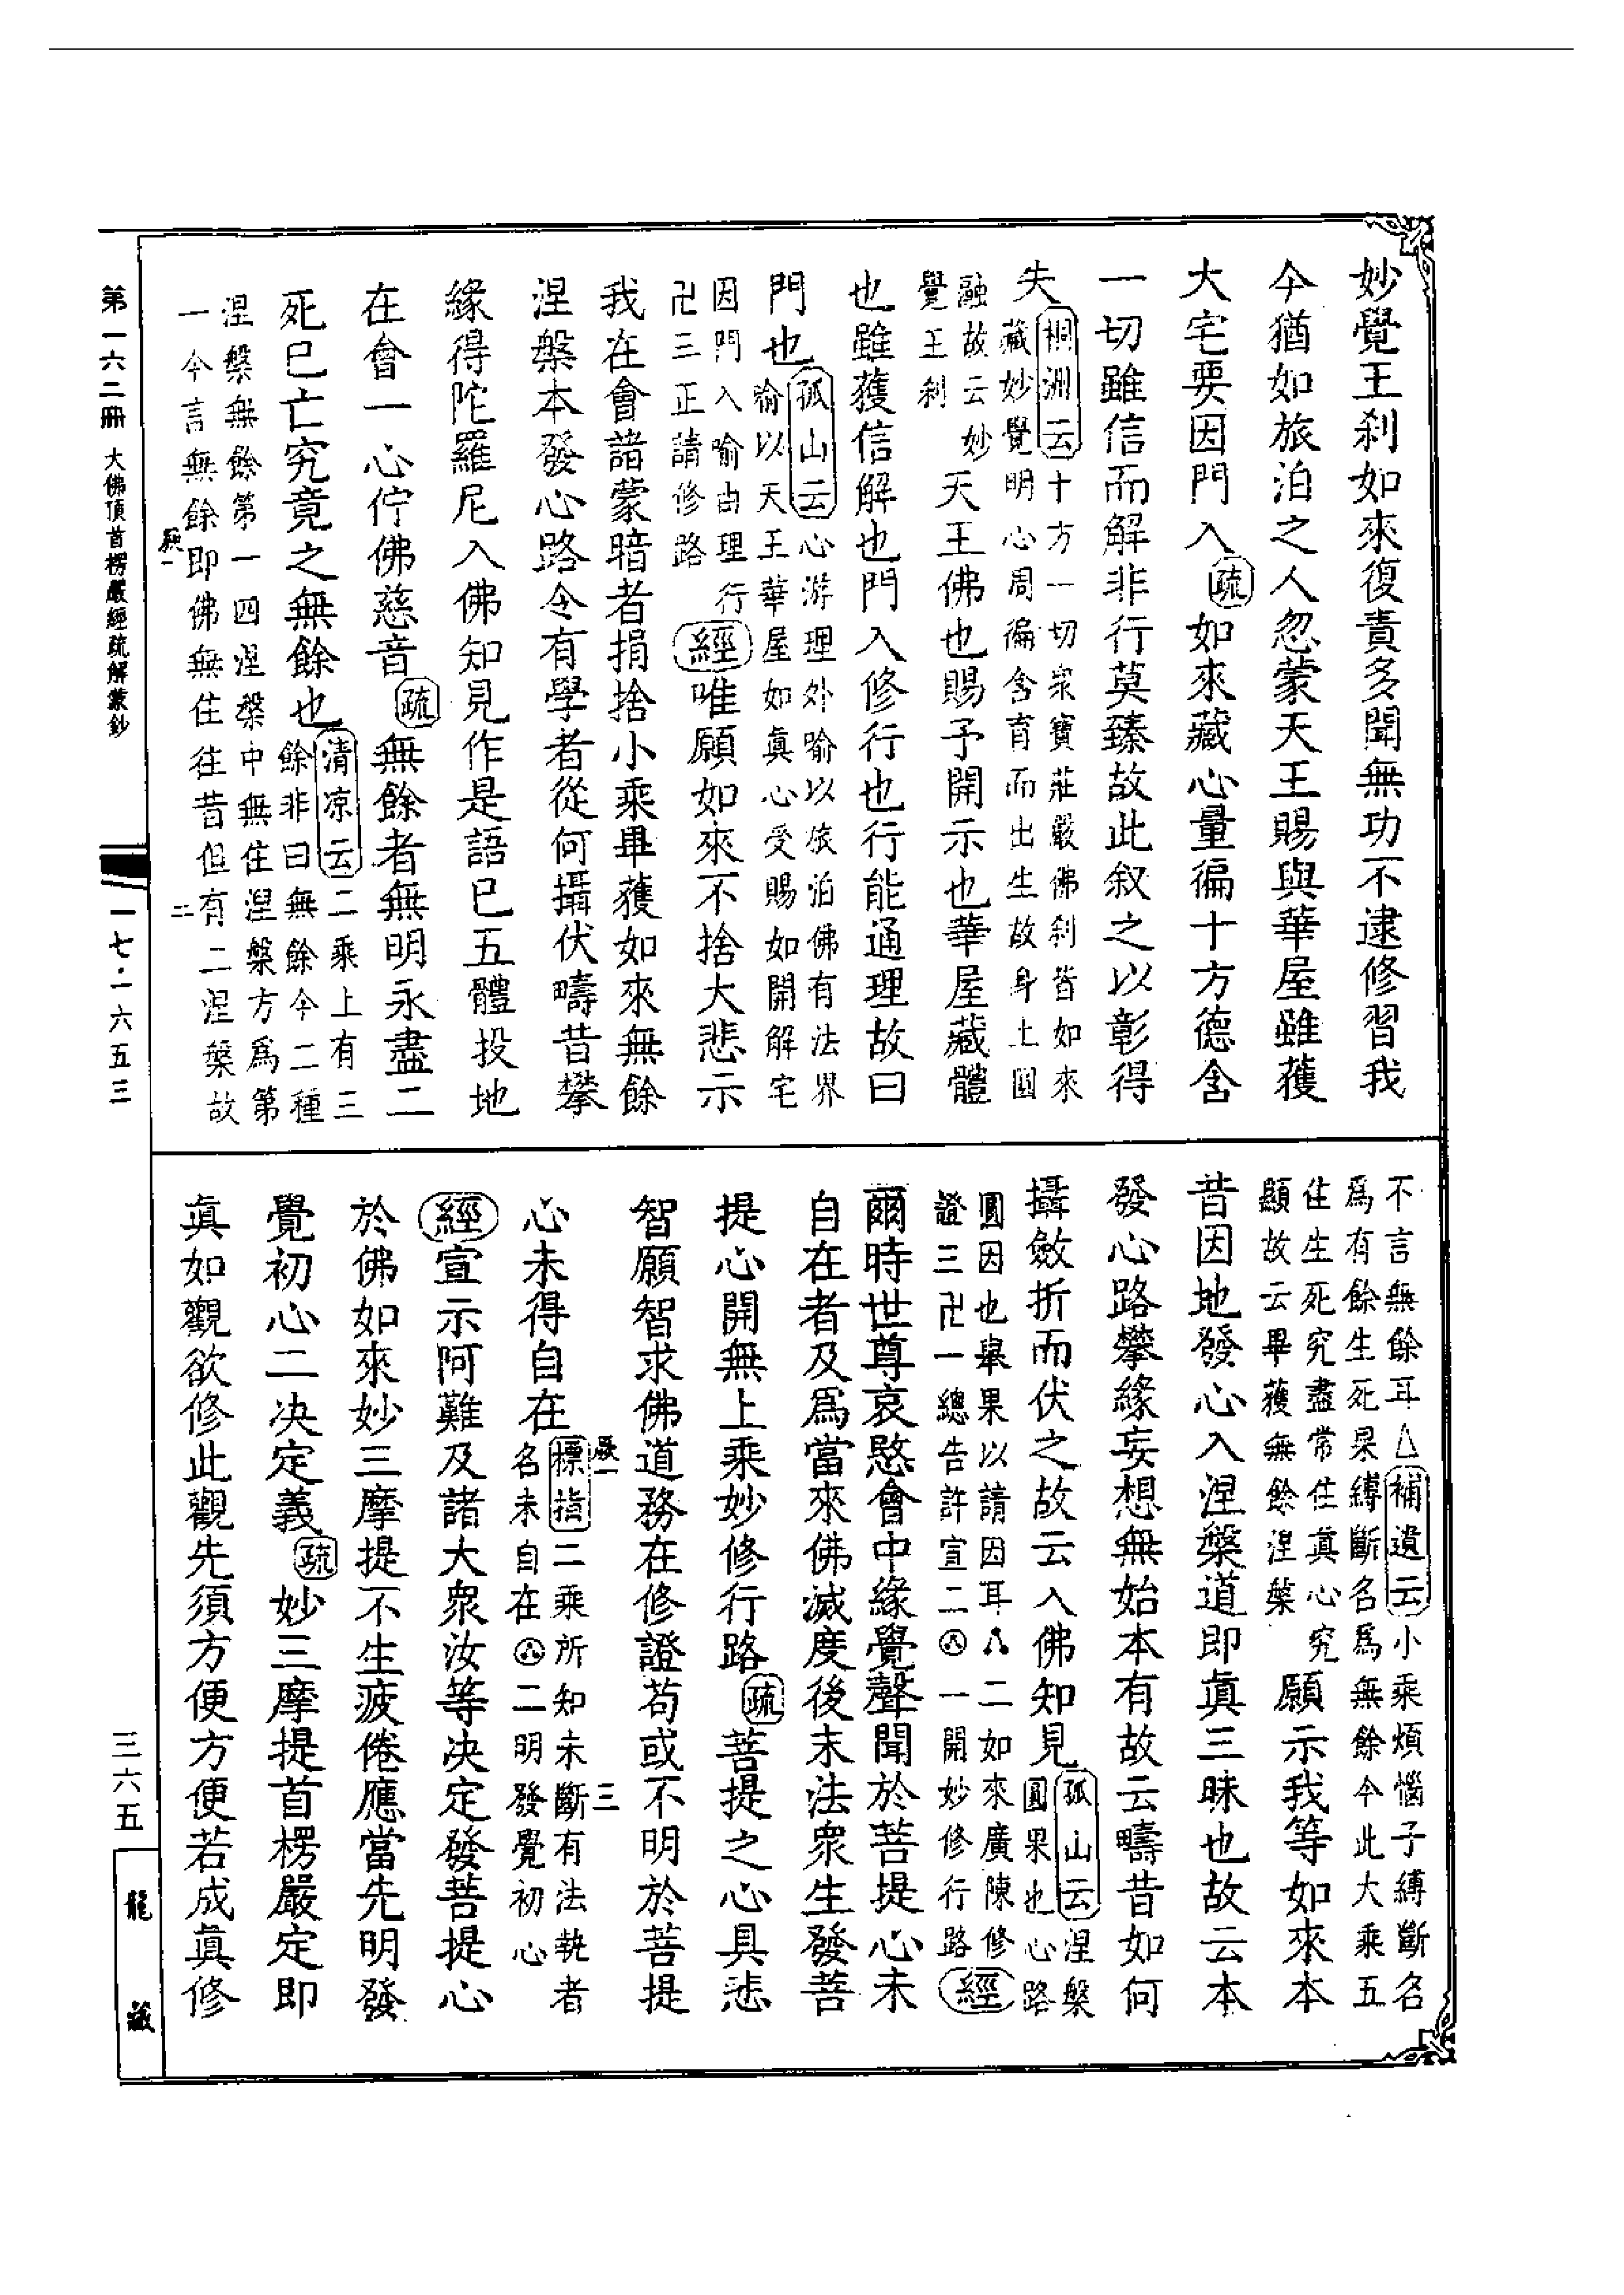 妙覺王刹如來復責多聞無功不逮修習我
今猶如旅泊之人忽蒙天王賜與華屋雖獲
大宅要因門入疏如來藏心量徧十方德含
一切雖信而解非行莫臻故此叙之以彰得
失
桐洲云十方一切衆寶莊嚴佛刹皆如來
藏妙覺明心周徧含育而出生故身土圓
融故云妙
覺王刹
天王佛也賜予開示也華屋藏體
也雖獲信解也門入修行也行能通理故曰
門也
孤山云心游理外喻以旅泊佛有法界
喻以天王華屋如眞心受賜如開解宅
因門入喻由理行
卍三正請修路
經唯願如來不捨大悲示
我在會諸蒙暗者捐捨小乘畢獲如來無餘
涅槃本發心路令有學者從何攝伏疇昔攀
緣得陀羅尼入佛知見作是語已五體投地
在會一心佇佛慈音疏無餘者無明永盡二
死已亡究竟之無餘也
清凉云二乘上有三
餘非曰無餘今二種
涅槃無餘第一四涅槃中無住涅槃方爲第
一今言無餘即佛無住往昔但有二涅槃故
二
不言無餘耳△補遺云小乘煩惱子縛斷名
爲有餘生死果縛斷名爲無餘今此大乘五
住生死究盡常住眞心究
顯故云畢獲無餘涅槃
願示我等如來本
昔因地發心入涅槃道即眞三昧也故云本
發心路攀緣妄想無始本有故云疇昔如何
攝斂折而伏之故云入佛知見
孤山云涅槃
圓果也心路
圓因也舉果以請因耳⺢二如來廣陳修
證三卍一總告許宣二㊇一開妙修行路
經
爾時世尊哀愍會中緣覺聲聞於菩提心未
自在者及爲當來佛滅度後末法衆生發菩
提心開無上乘妙修行路疏菩提之心具悲
智願智求佛道務在修證苟或不明於菩提
三
心未得自在
標指二乘所知未斷有法執者
名未自在㊇二明發覺初心
經宣示阿難及諸大衆汝等决定發菩提心
於佛如來妙三摩提不生疲倦應當先明發
覺初心二决定義疏妙三摩提首楞嚴定即
眞如觀欲修此觀先須方便方便若成眞修
第一六二冊 大佛頂首楞嚴經疏解蒙鈔
一七·六五三
三六五
龍藏